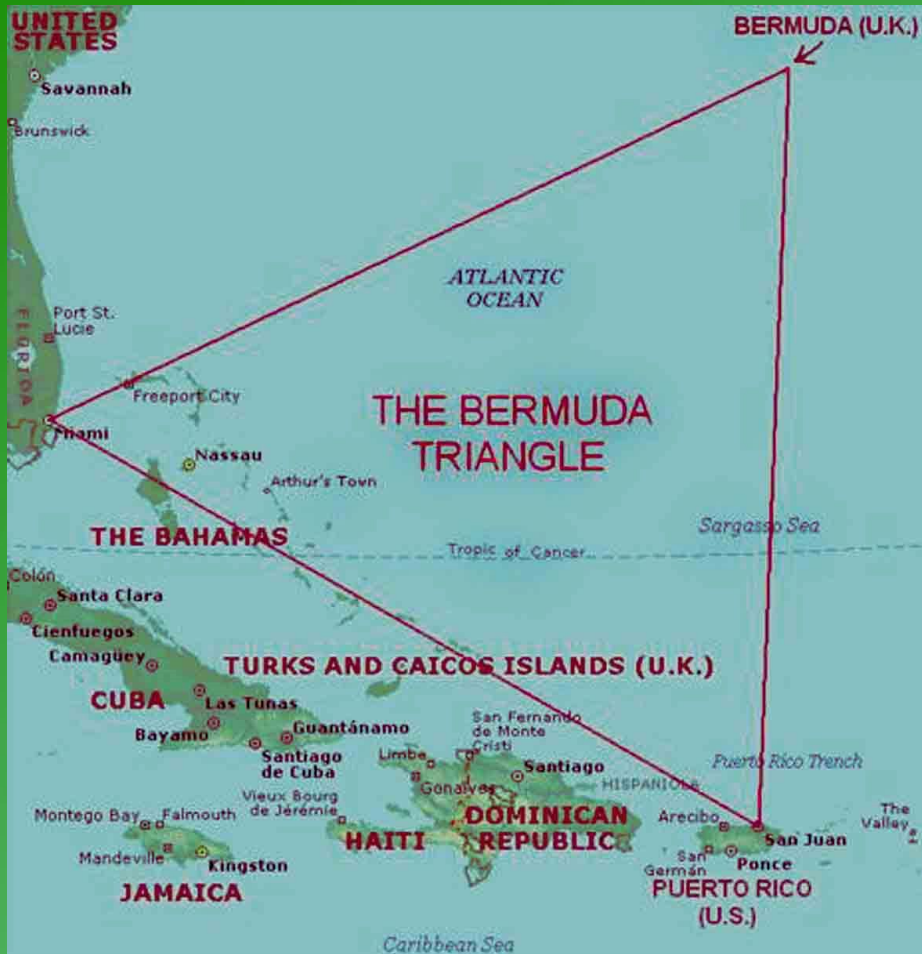 UNITED
STATES
BERMUDA (U.K.)
Savannah
Brunswick
ATLANTIC
OCEAN
Port St.
Lucie
FLORIDA
Freeport City
THE BERMUDA
TRIANGLE
Miami
Nassau
Arthur's Town
THE BAHAMAS
Sargasso Sea
Tropic of Cancer
Colón
Santa Clara
Cienfuegos
Camagüey
TURKS AND CAICOS ISLANDS (U.K.)
CUBA
Las Tunas
Bayamo
Guantánamo
Santiago
de Cuba
San Fernando
de Monte
Cristi
Limbe
Santiago
Puerto Rico Trench
Gonaïves
HISPANIOLA
Vieux Bourg
de Jérémie
Montego Bay
Falmouth
HAITI
DOMINICAN
REPUBLIC
Arecibo
San Juan
The
Valley
Mandeville
Kingston
San
Germán
Ponce
JAMAICA
PUERTO RICO
(U.S.)
Caribbean Sea